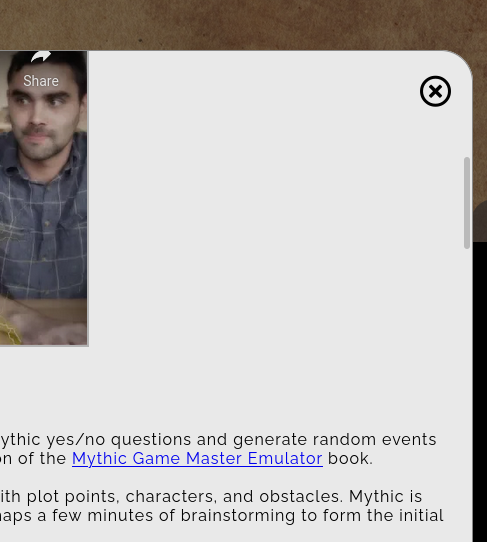 Share
ythic yes/no questions and generate random events
on of the Mythic Game Master Emulator book.
ith plot points, characters, and obstacles. Mythic is
haps a few minutes of brainstorming to form the initial